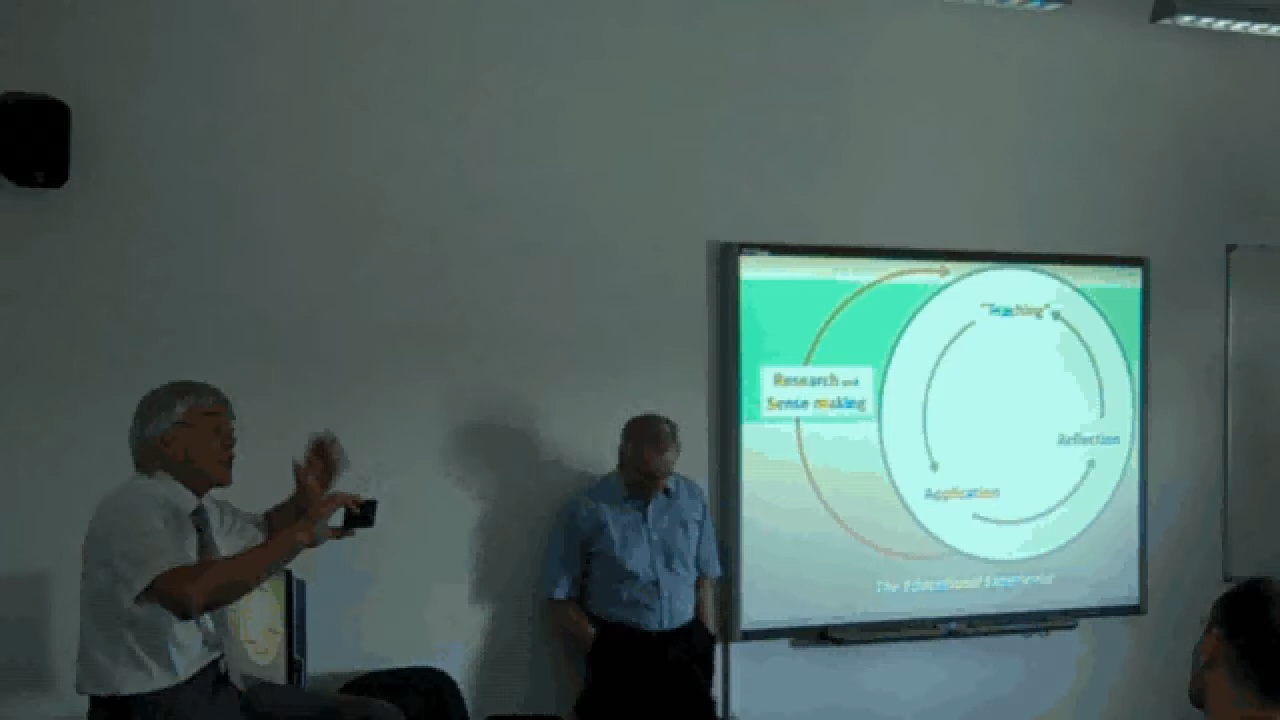 "Teaching"
Research and
Sense making
Reflection
Application
The Educational Experience